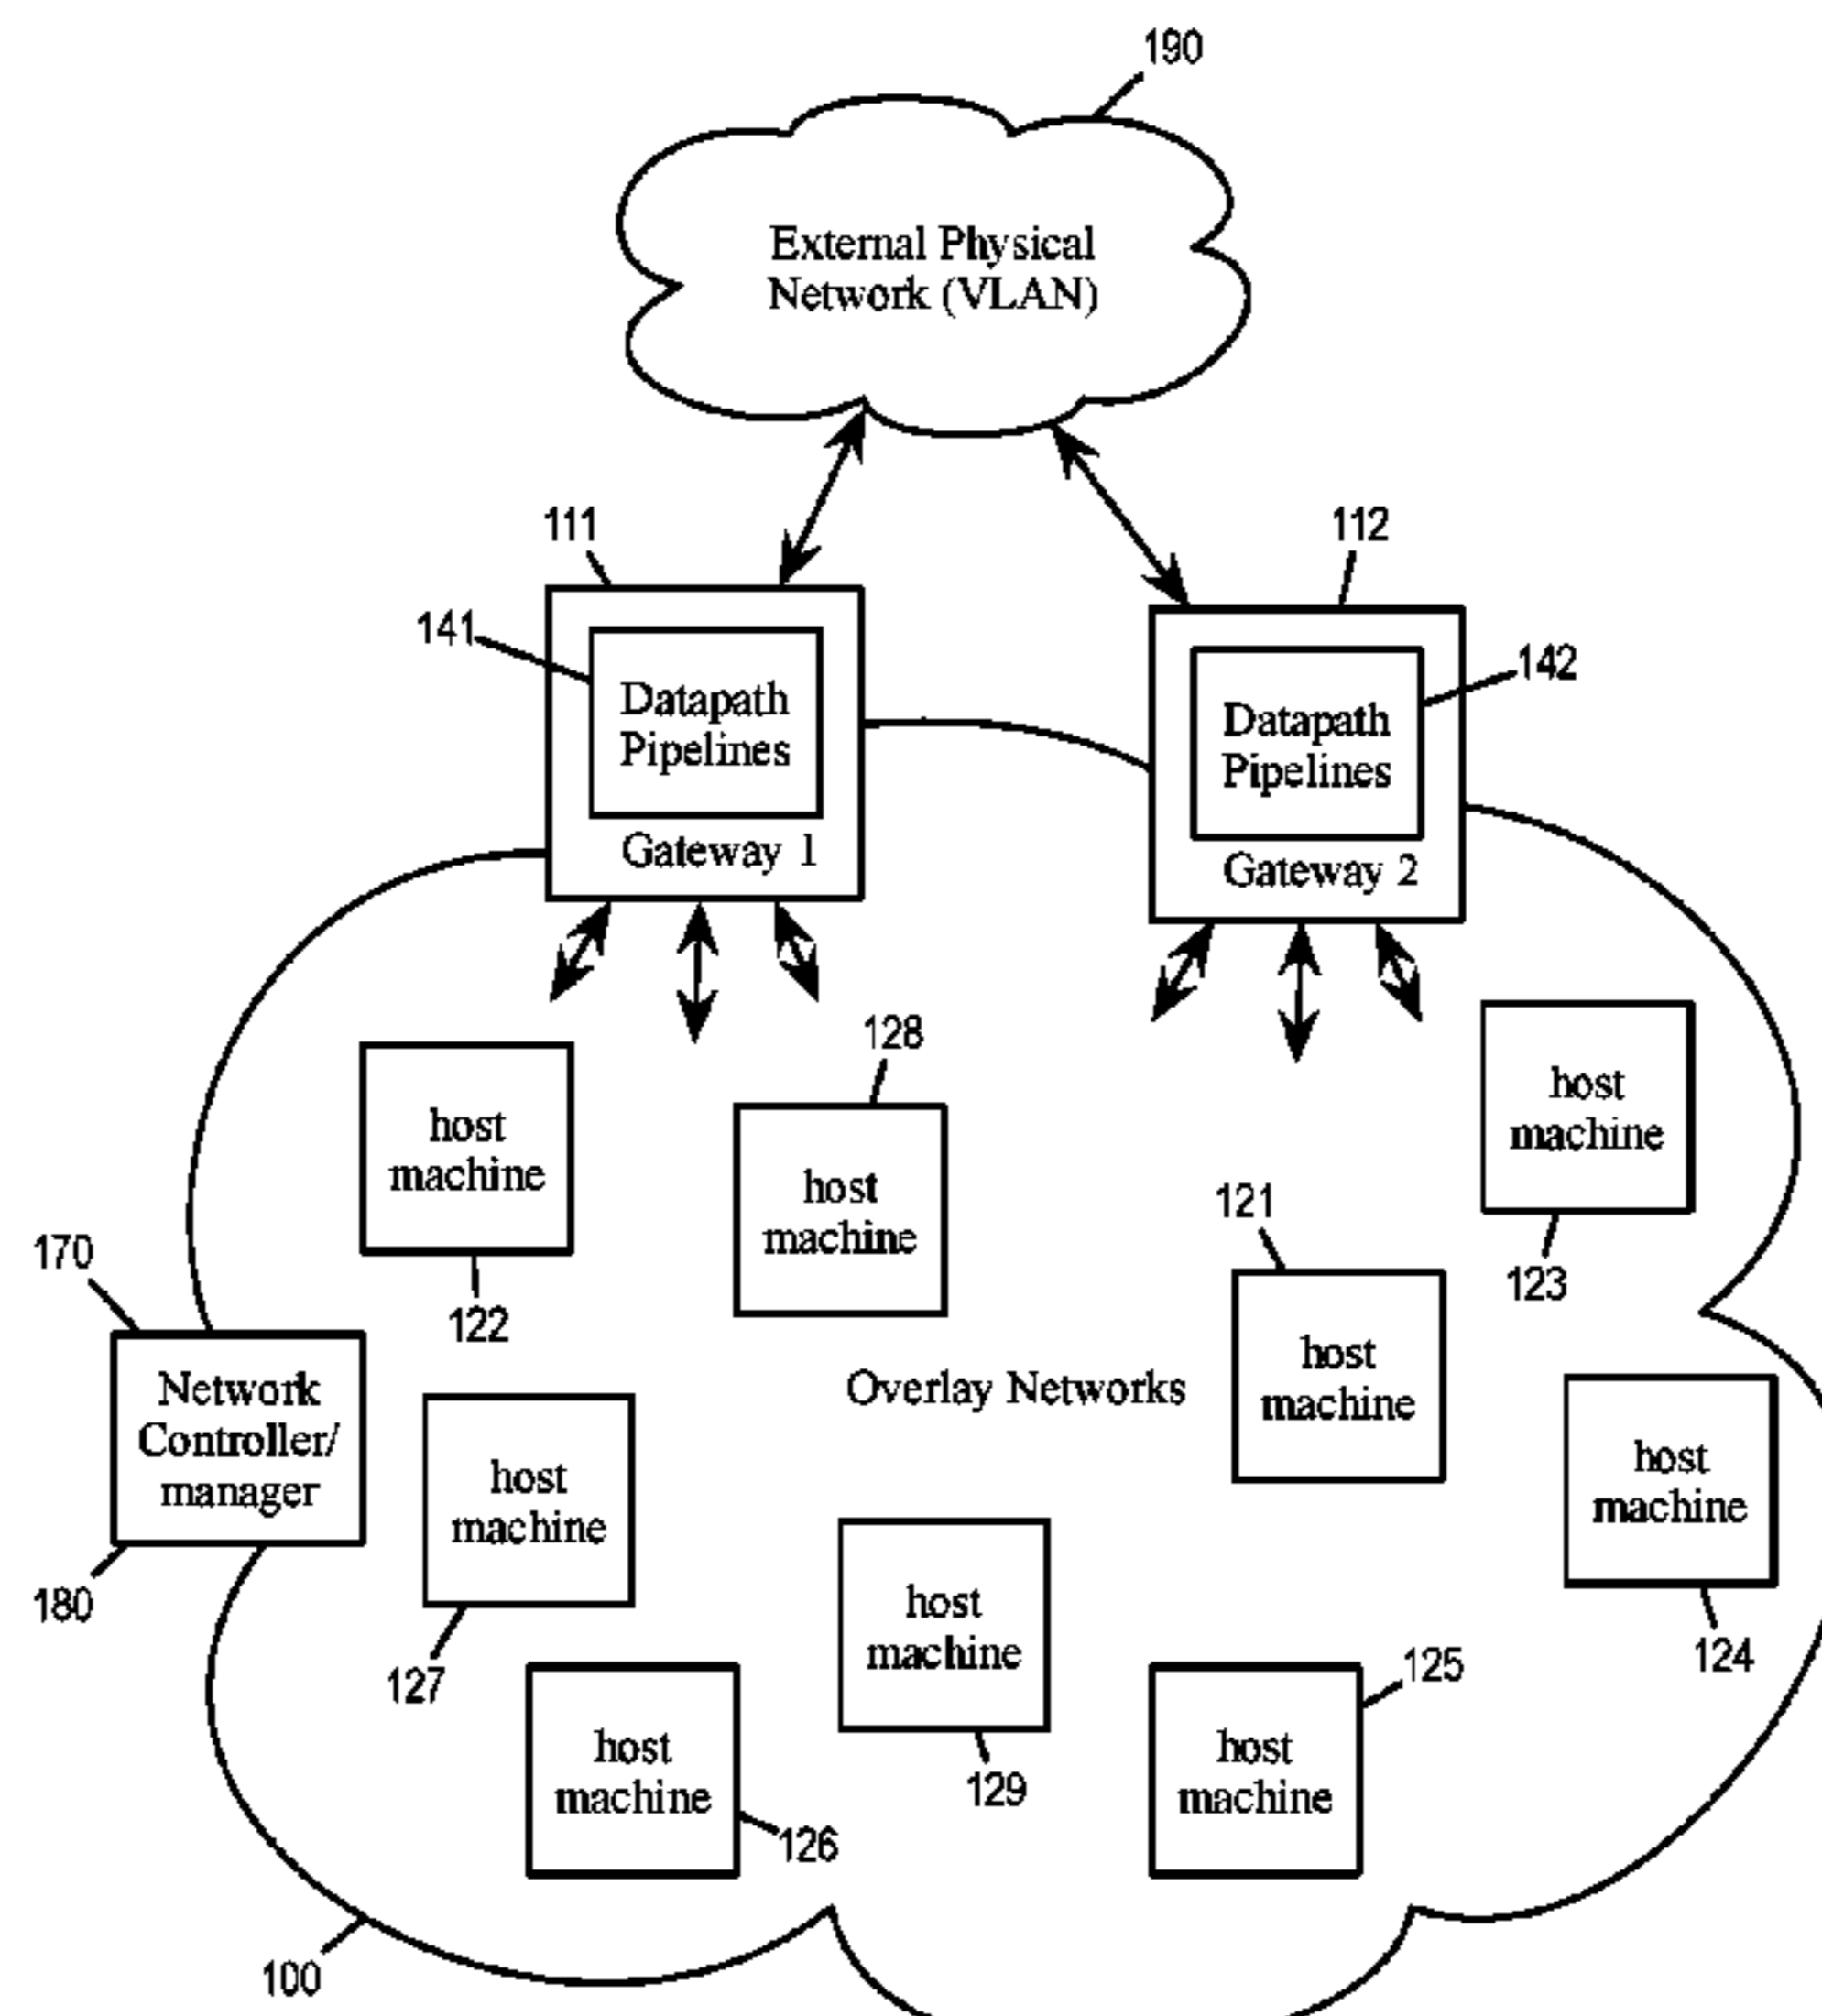 190
External Physical
Network (VLAN)
111
112
141
142
Datapath
Pipelines
Gateway 1
Datapath
Pipelines
Gateway 2
128
host
machine
122
host
machine
host
machine
123
121
host
machine
170
Network
Controller/
manager
180
Overlay Networks
host
machine
127
host
machine
124
host
machine
129
host
machine
126
125
host
machine
100